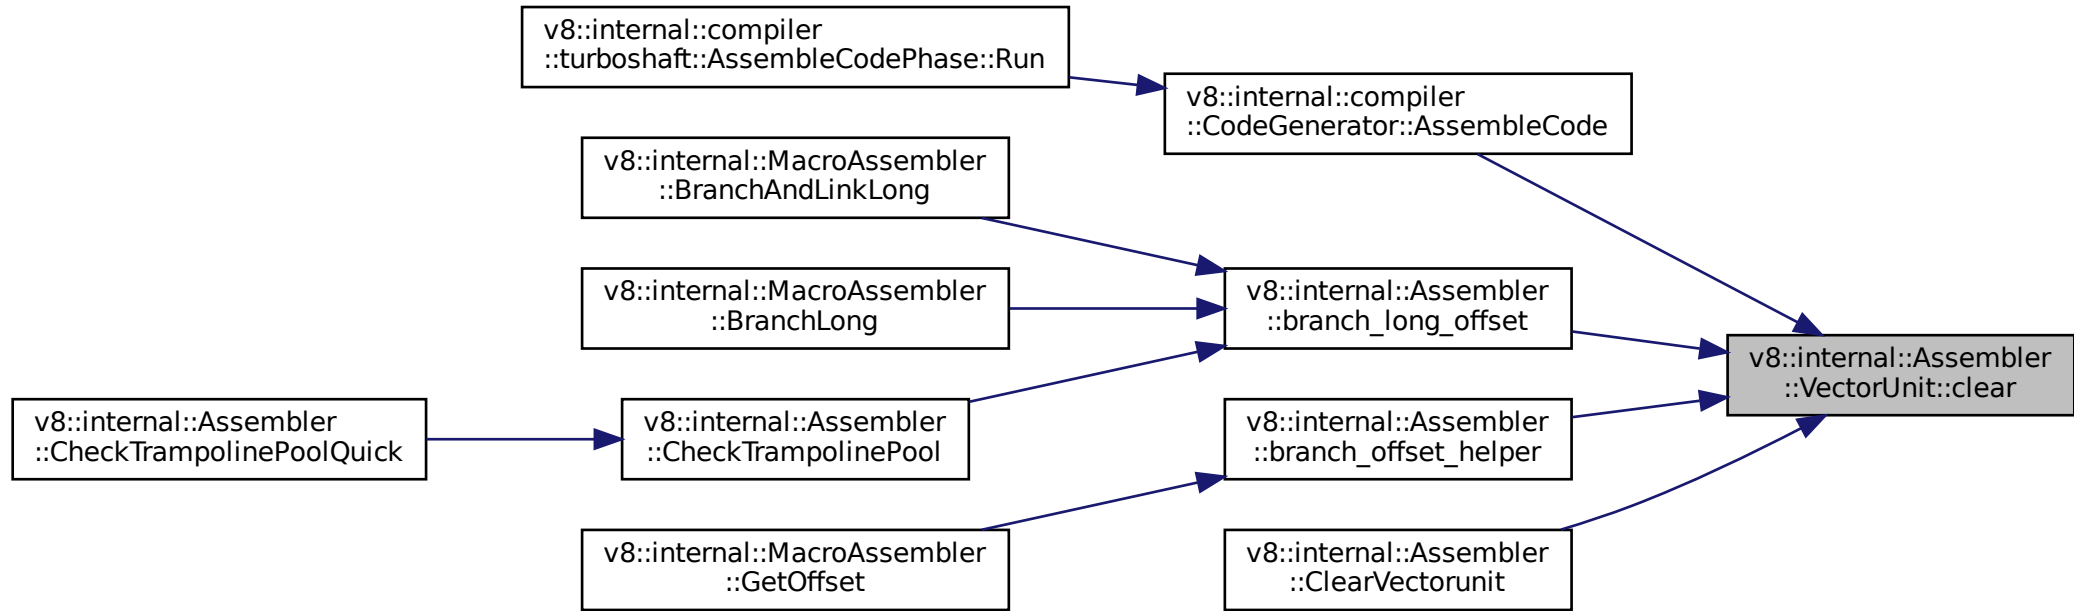 v8::internal::compiler
::turboshaft::AssembleCodePhase::Run
v8::internal::compiler
::CodeGenerator::AssembleCode
v8::internal::MacroAssembler
::BranchAndLinkLong
v8::internal::MacroAssembler
::BranchLong
v8::internal::Assembler
::branch_long_offset
v8::internal::Assembler
::VectorUnit::clear
v8::internal::Assembler
::CheckTrampolinePoolQuick
v8::internal::Assembler
::CheckTrampolinePool
v8::internal::Assembler
::branch_offset_helper
v8::internal::MacroAssembler
::GetOffset
v8::internal::Assembler
::ClearVectorunit